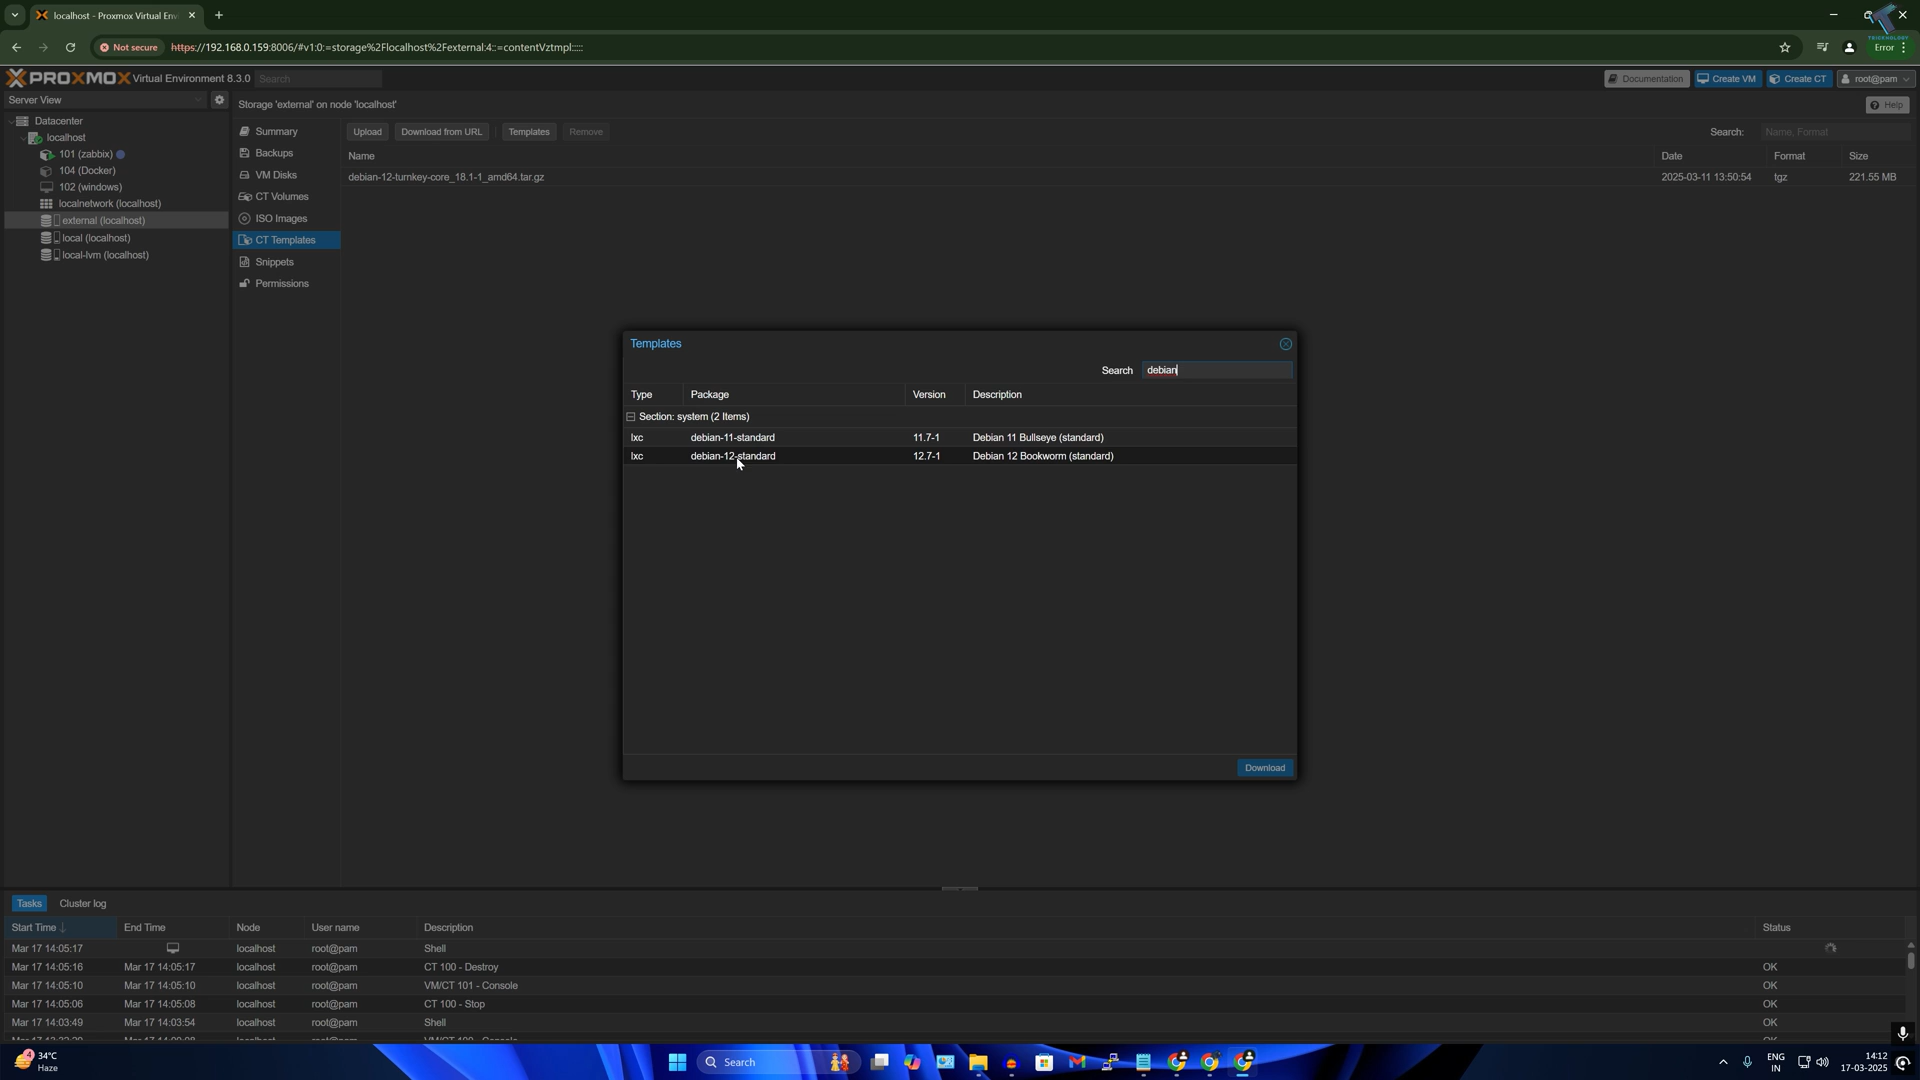 localhost - Proxmox Virtual Env
Not secure
https://192.168.0.159:8006/#v1:0:=storage%2Flocalhost%2Fexternal:4::=contentVztmpl:::::
Error
PROXMOX Virtual Environment 8.3.0
Search
Documentation
Create VM
Create CT
root@pam
Server View
Storage 'external' on node 'localhost'
Help
Datacenter
localhost
101 (zabbix)
104 (Docker)
102 (windows)
localnetwork (localhost)
external (localhost)
local (localhost)
local-lvm (localhost)
Summary
Backups
VM Disks
CT Volumes
ISO Images
CT Templates
Snippets
Permissions
Upload
Download from URL
Templates
Remove
Search:
Name, Format
Name
Date
Format
Size
debian-12-turnkey-core_18.1-1_amd64.tar.gz
2025-03-11 13:50:54
tgz
221.55 MB
Templates
Search
debian
Type
Package
Version
Description
Section: system (2 Items)
lxc debian-11-standard 11.7-1 Debian 11 Bullseye (standard)
lxc debian-12-standard 12.7-1 Debian 12 Bookworm (standard)
Download
Tasks
Cluster log
Start Time
End Time
Node
User name
Description
Status
Mar 17 14:05:17 localhost root@pam Shell
Mar 17 14:05:16 Mar 17 14:05:17 localhost root@pam CT 100 - Destroy OK
Mar 17 14:05:10 Mar 17 14:05:10 localhost root@pam VM/CT 101 - Console OK
Mar 17 14:05:06 Mar 17 14:05:08 localhost root@pam CT 100 - Stop OK
Mar 17 14:03:49 Mar 17 14:03:54 localhost root@pam Shell OK
4
34°C
Haze
Search
ENG
IN
14:12
17-03-2025